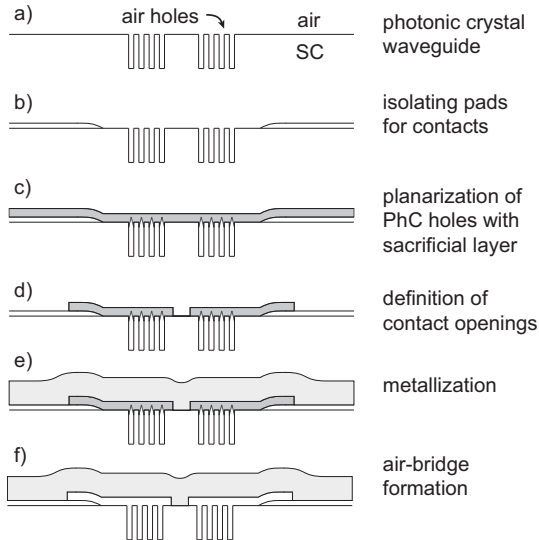 a)
air holes
air
SC
photonic crystal
waveguide
b)
isolating pads
for contacts
c)
planarization of
PhC holes with
sacrificial layer
d)
definition of
contact openings
e)
metallization
f)
air-bridge
formation